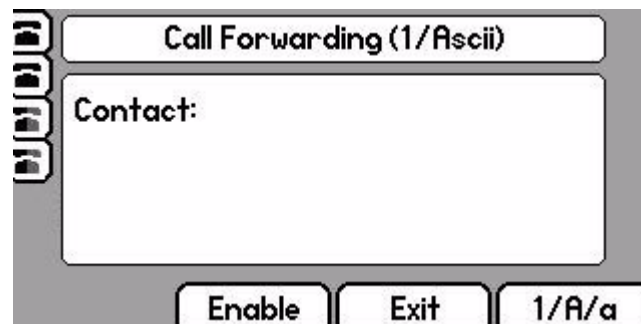 Call Forwarding (1/Ascii)
Contact:
Enable Exit 1/A/a